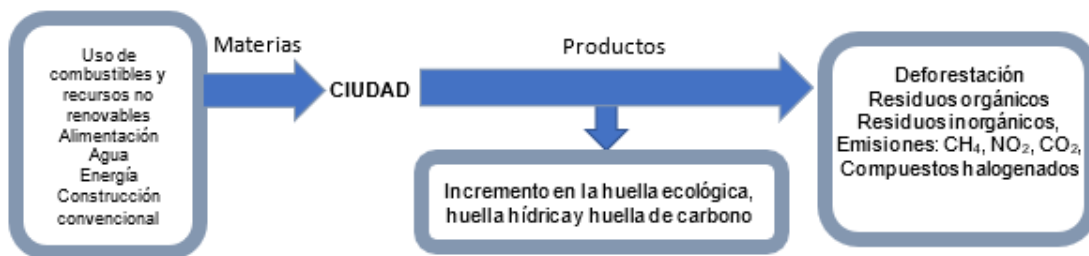 Uso de
combustibles y
recursos no
renovables
Alimentación
Agua
Energía
Construcción
convencional
Materias
CIUDAD
Productos
Incremento en la huella ecológica,
huella hídrica y huella de carbono
Deforestación
Residuos orgánicos
Residuos inorgánicos,
Emisiones: CH₄, NO₂, CO₂,
Compuestos halogenados